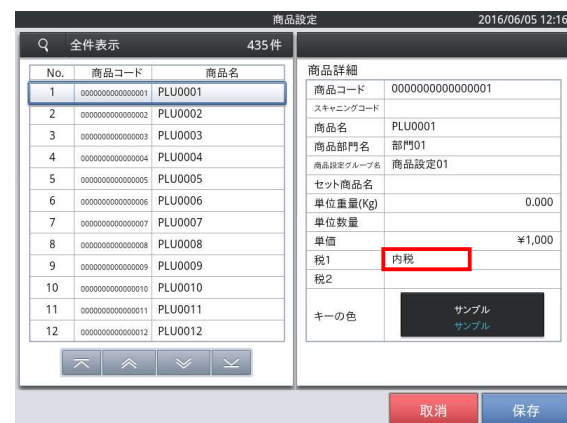 商品設定 2016/06/05 12:16
全件表示 435件
No. 商品コード 商品名
1 0000000000000001 PLU0001
2 0000000000000002 PLU0002
3 0000000000000003 PLU0003
4 0000000000000004 PLU0004
5 0000000000000005 PLU0005
6 0000000000000006 PLU0006
7 0000000000000007 PLU0007
8 0000000000000008 PLU0008
9 0000000000000009 PLU0009
10 0000000000000010 PLU0010
11 0000000000000011 PLU0011
12 0000000000000012 PLU0012
商品詳細
商品コード 0000000000000001
スキャニングコード
商品名 PLU0001
商品部門名 部門01
商品設定グループ名 商品設定01
セット商品名
単位重量(Kg) 0.000
単位数量
単価 ¥1,000
税1 内税
税2
キーの色 サンプル
サンプル
取消 保存